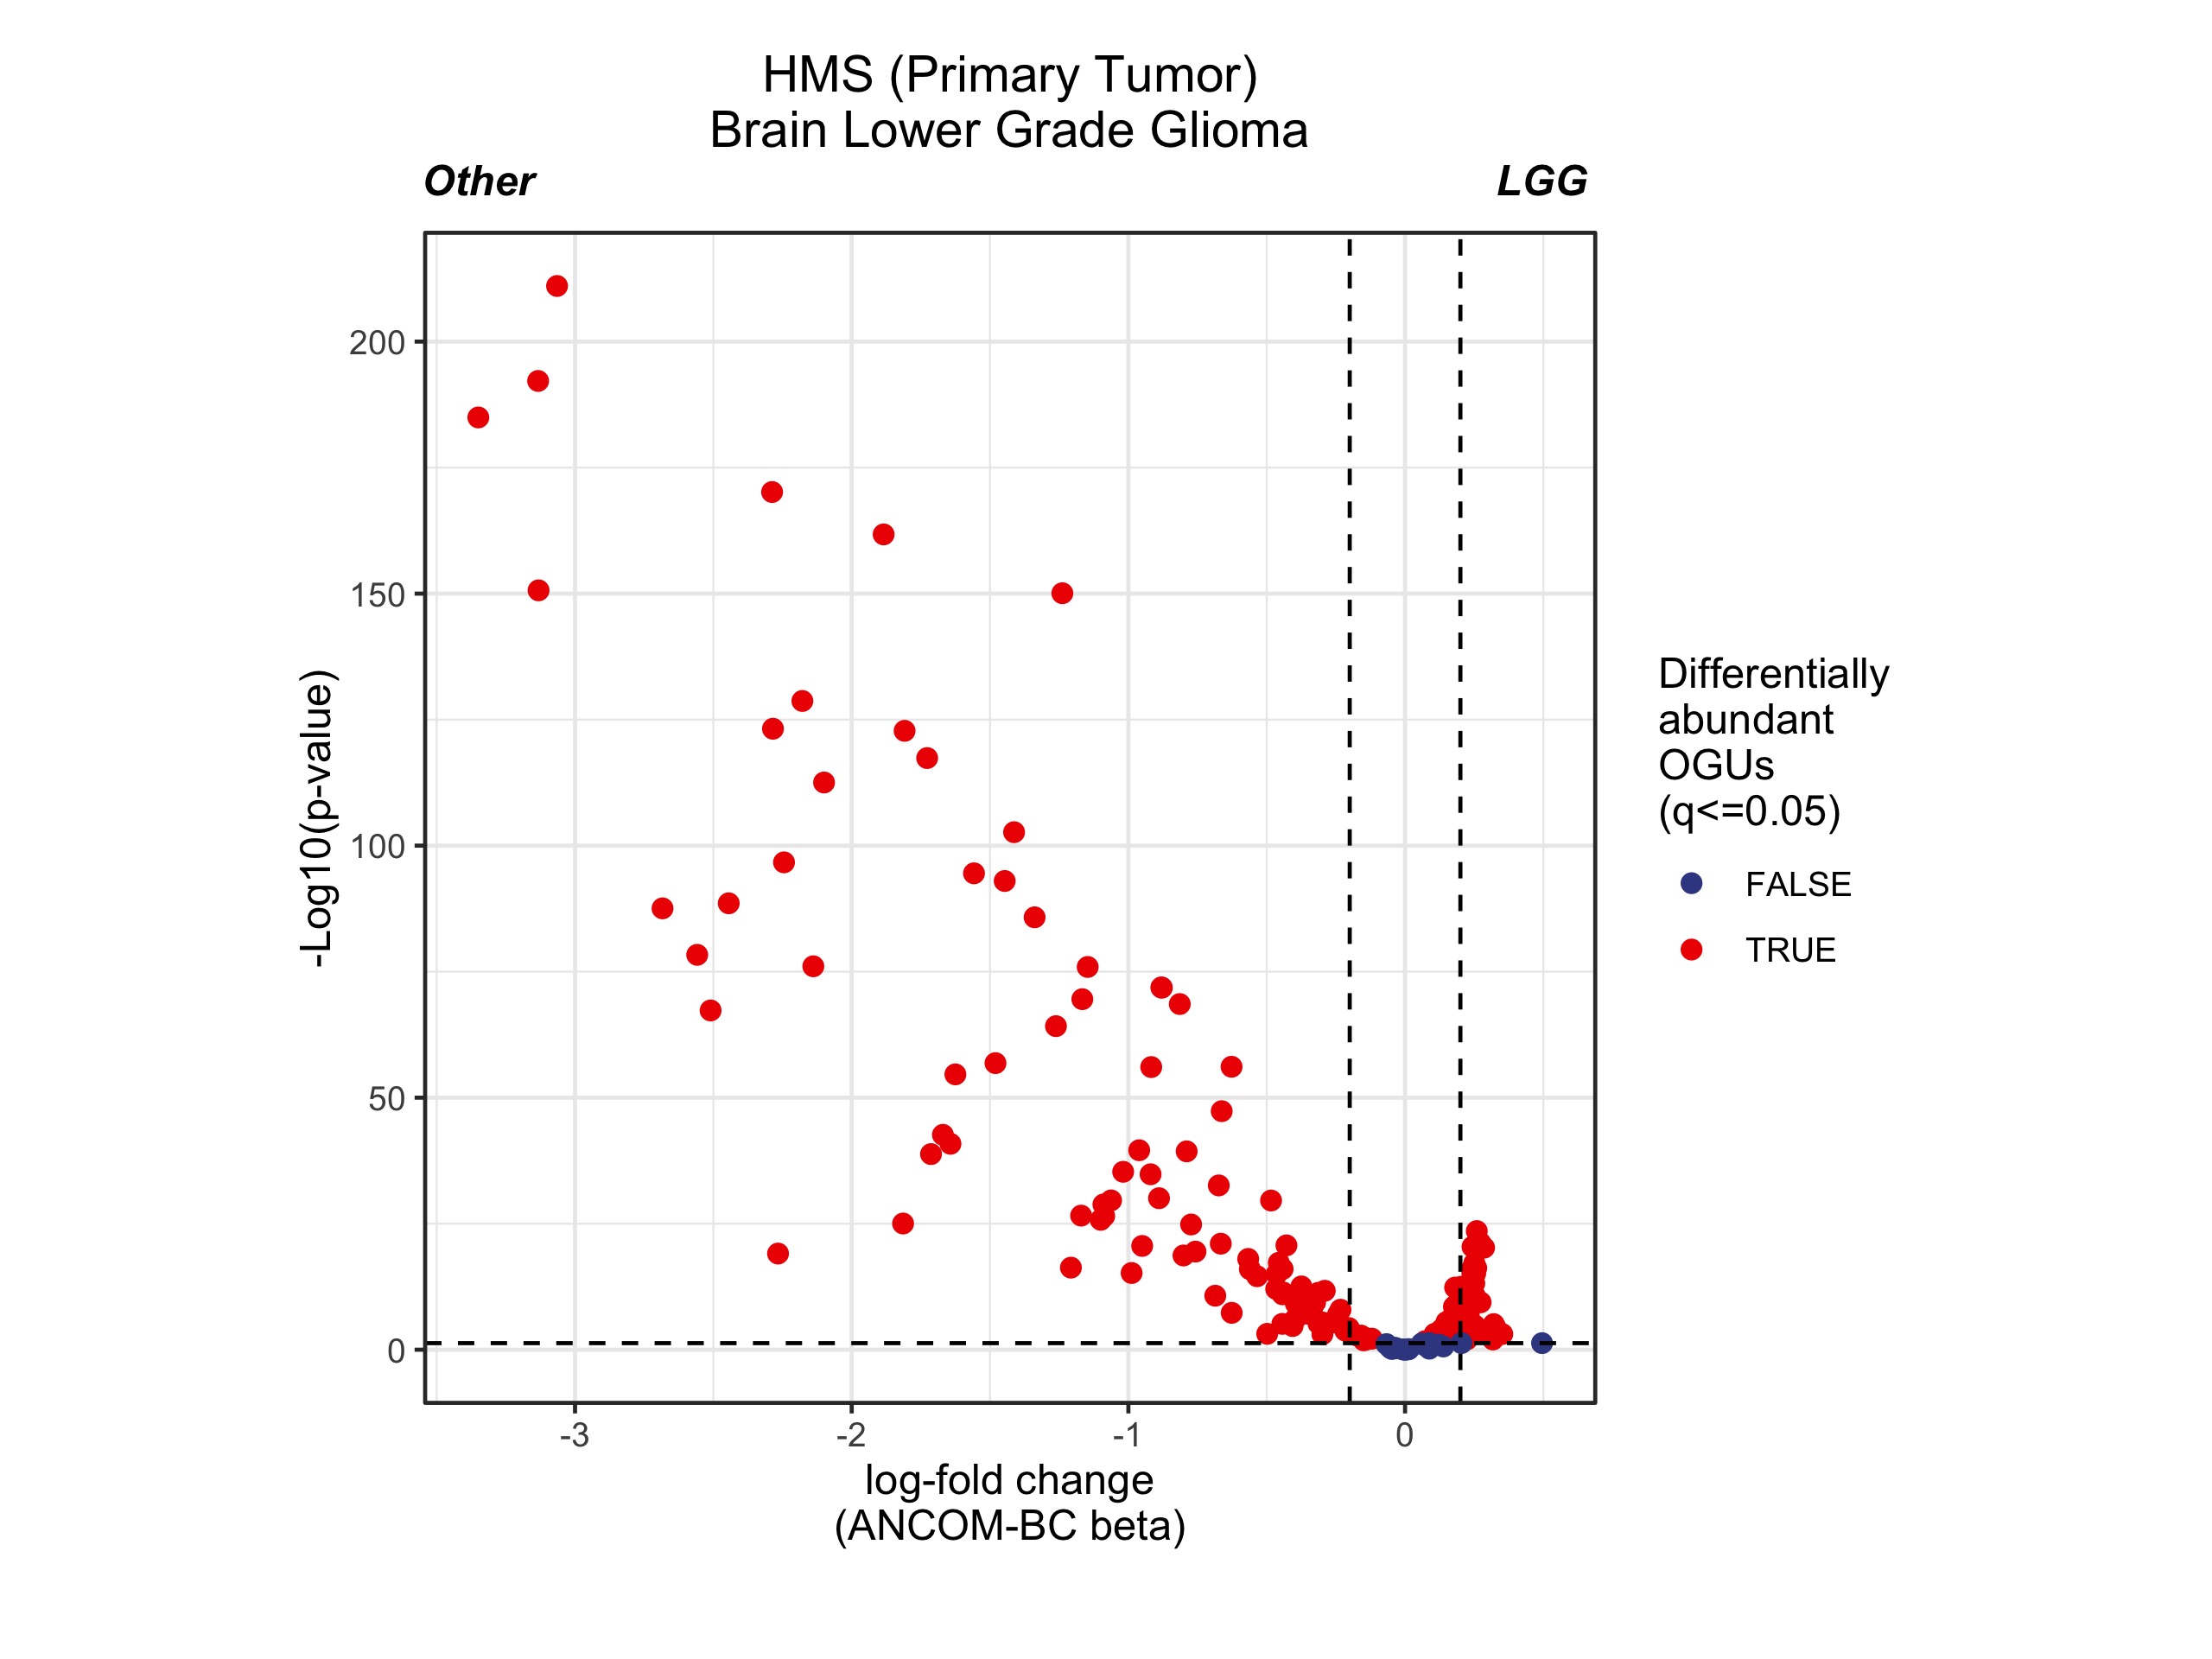 HMS (Primary Tumor)
Brain Lower Grade Glioma
Other
LGG
200
150
100
50
0
-Log10(p-value)
-3
-2
-1
0
log-fold change
(ANCOM-BC beta)
Differentially
abundant
OGUs
(q<=0.05)
FALSE
TRUE